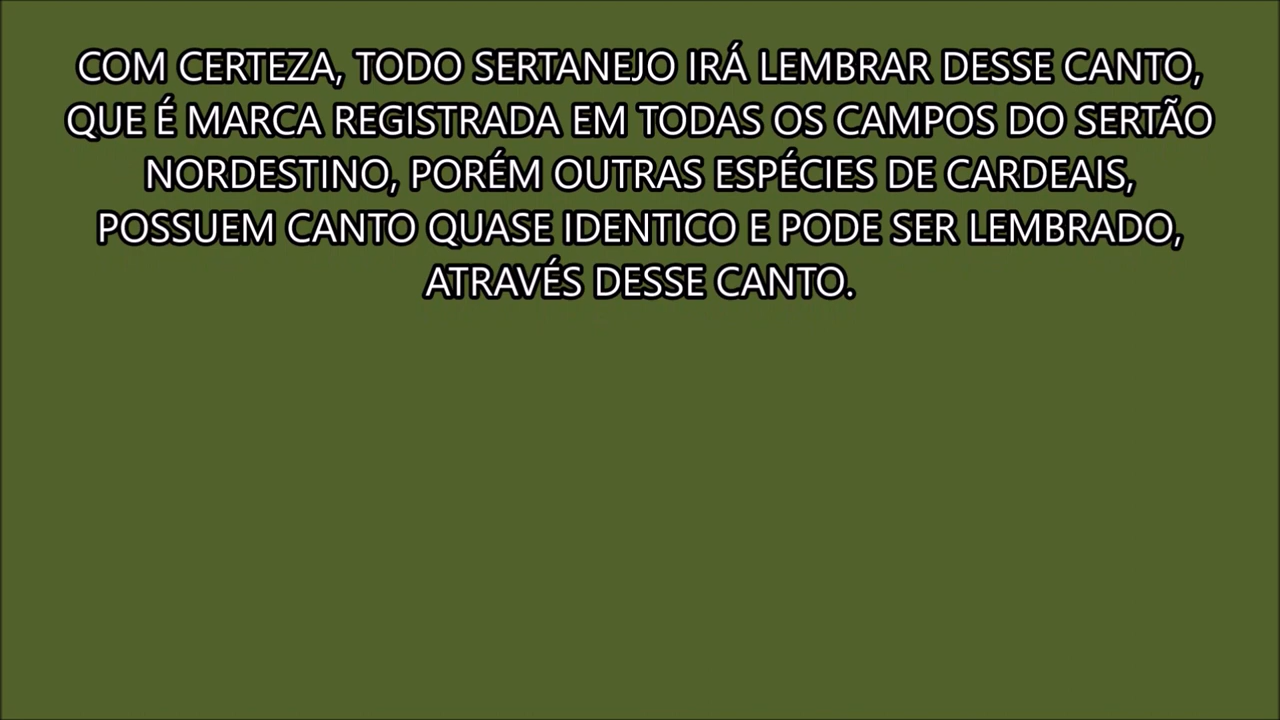 COM CERTEZA, TODO SERTANEJO IRÁ LEMBRAR DESSE CANTO,
QUE É MARCA REGISTRADA EM TODAS OS CAMPOS DO SERTÃO
NORDESTINO, PORÉM OUTRAS ESPÉCIES DE CARDEAIS,
POSSUEM CANTO QUASE IDENTICO E PODE SER LEMBRADO,
ATRAVÉS DESSE CANTO.